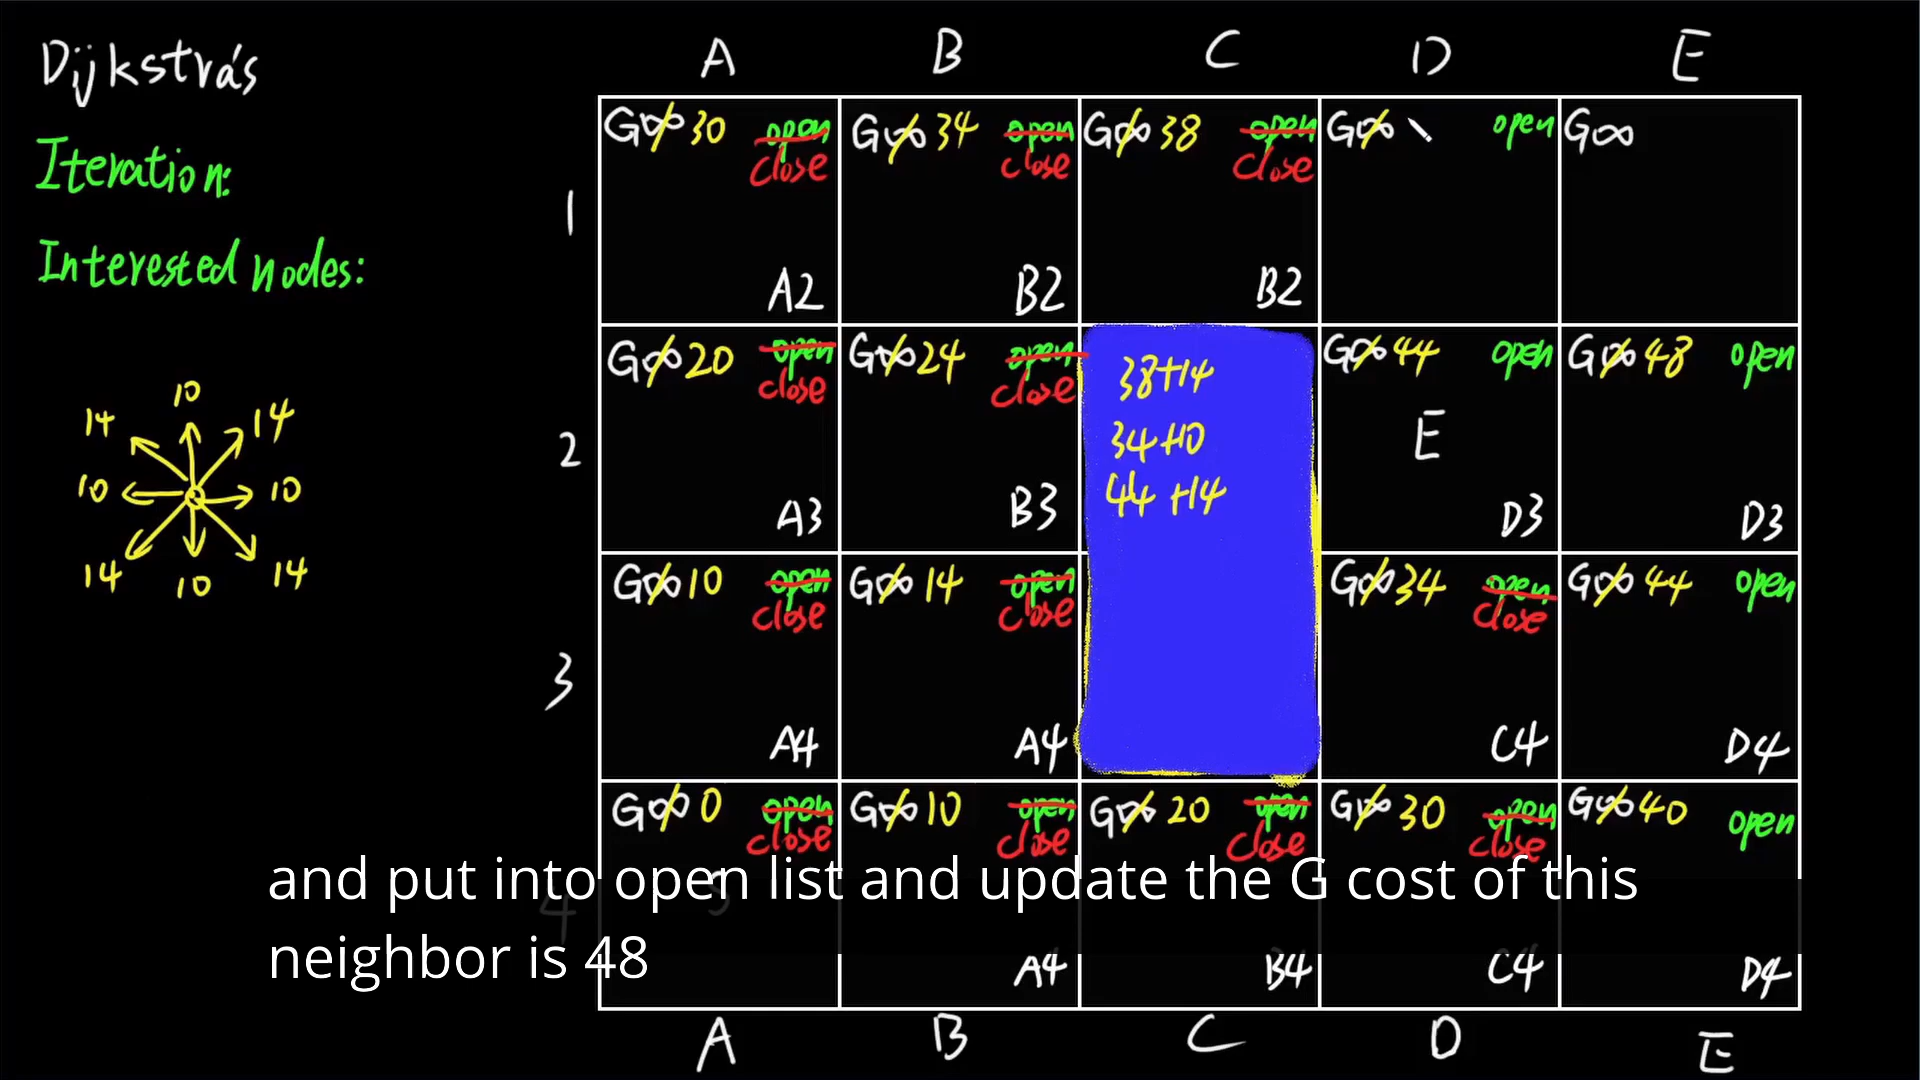 Dijkstra's
Iteration:
Interested nodes:
10
14 14
10 10
14 10 14
A B C D E
1
G∞ 30 open close A2
G∞ 34 open close B2
G∞ 38 open close B2
G∞ open
G∞
2
G∞ 20 open close A3
G∞ 24 open close B3
38+14
34+10
44+14
G∞ 44 open E D3
G∞ 48 open D3
3
G∞ 10 open close A4
G∞ 14 open close A4
G∞ 34 open close C4
G∞ 44 open D4
4
G∞ 0 open close S
G∞ 10 open close A4
G∞ 20 open close B4
G∞ 30 open close C4
G∞ 40 open D4
and put into open list and update the G cost of this
neighbor is 48
A B C D E